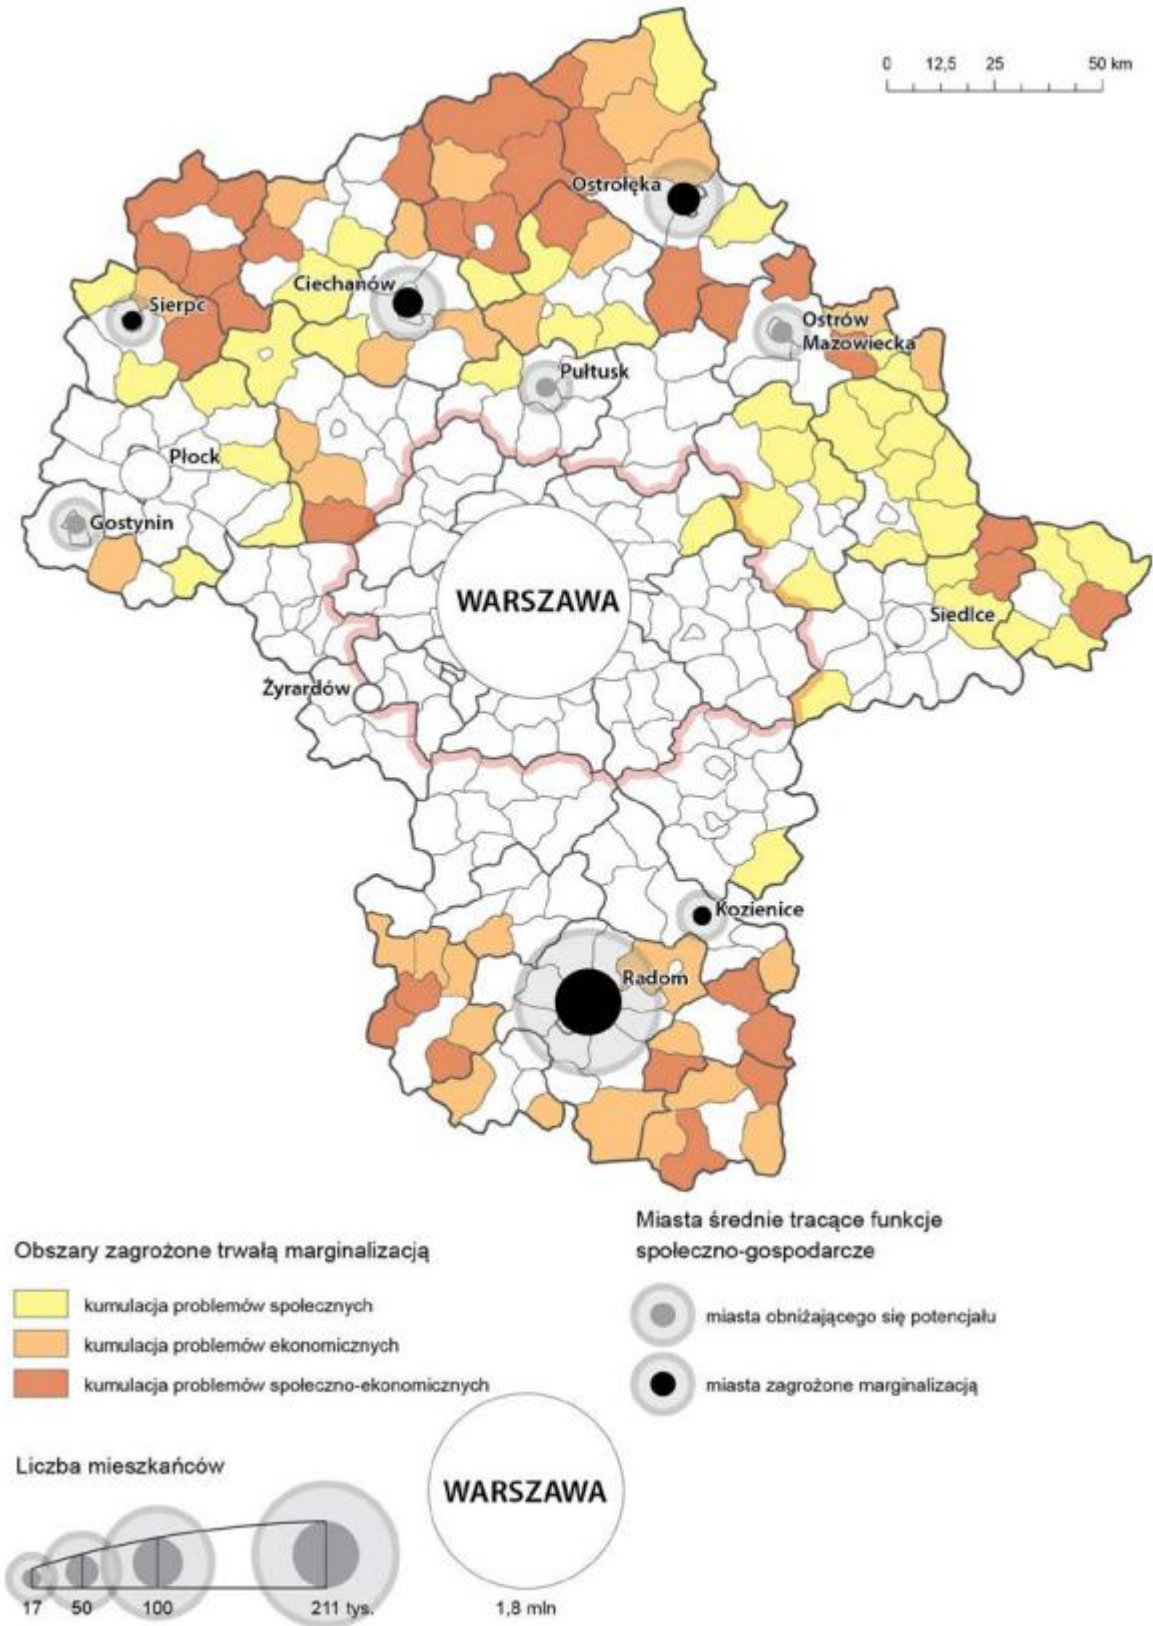 0 12,5 25 50 km
Ostrołęka
Ciechanów
Sierpc
Ostrów
Mazowiecka
Pułtusk
Płock
Gostynin
WARSZAWA
Siedlce
Żyrardów
Kozienice
Radom
Miasta średnie tracące funkcje
społeczno-gospodarcze
Obszary zagrożone trwałą marginalizacją
kumulacja problemów społecznych
miasta obniżającego się potencjału
kumulacja problemów ekonomicznych
kumulacja problemów społeczno-ekonomicznych
miasta zagrożone marginalizacją
Liczba mieszkańców
WARSZAWA
17 50 100 211 tys. 1,8 mln